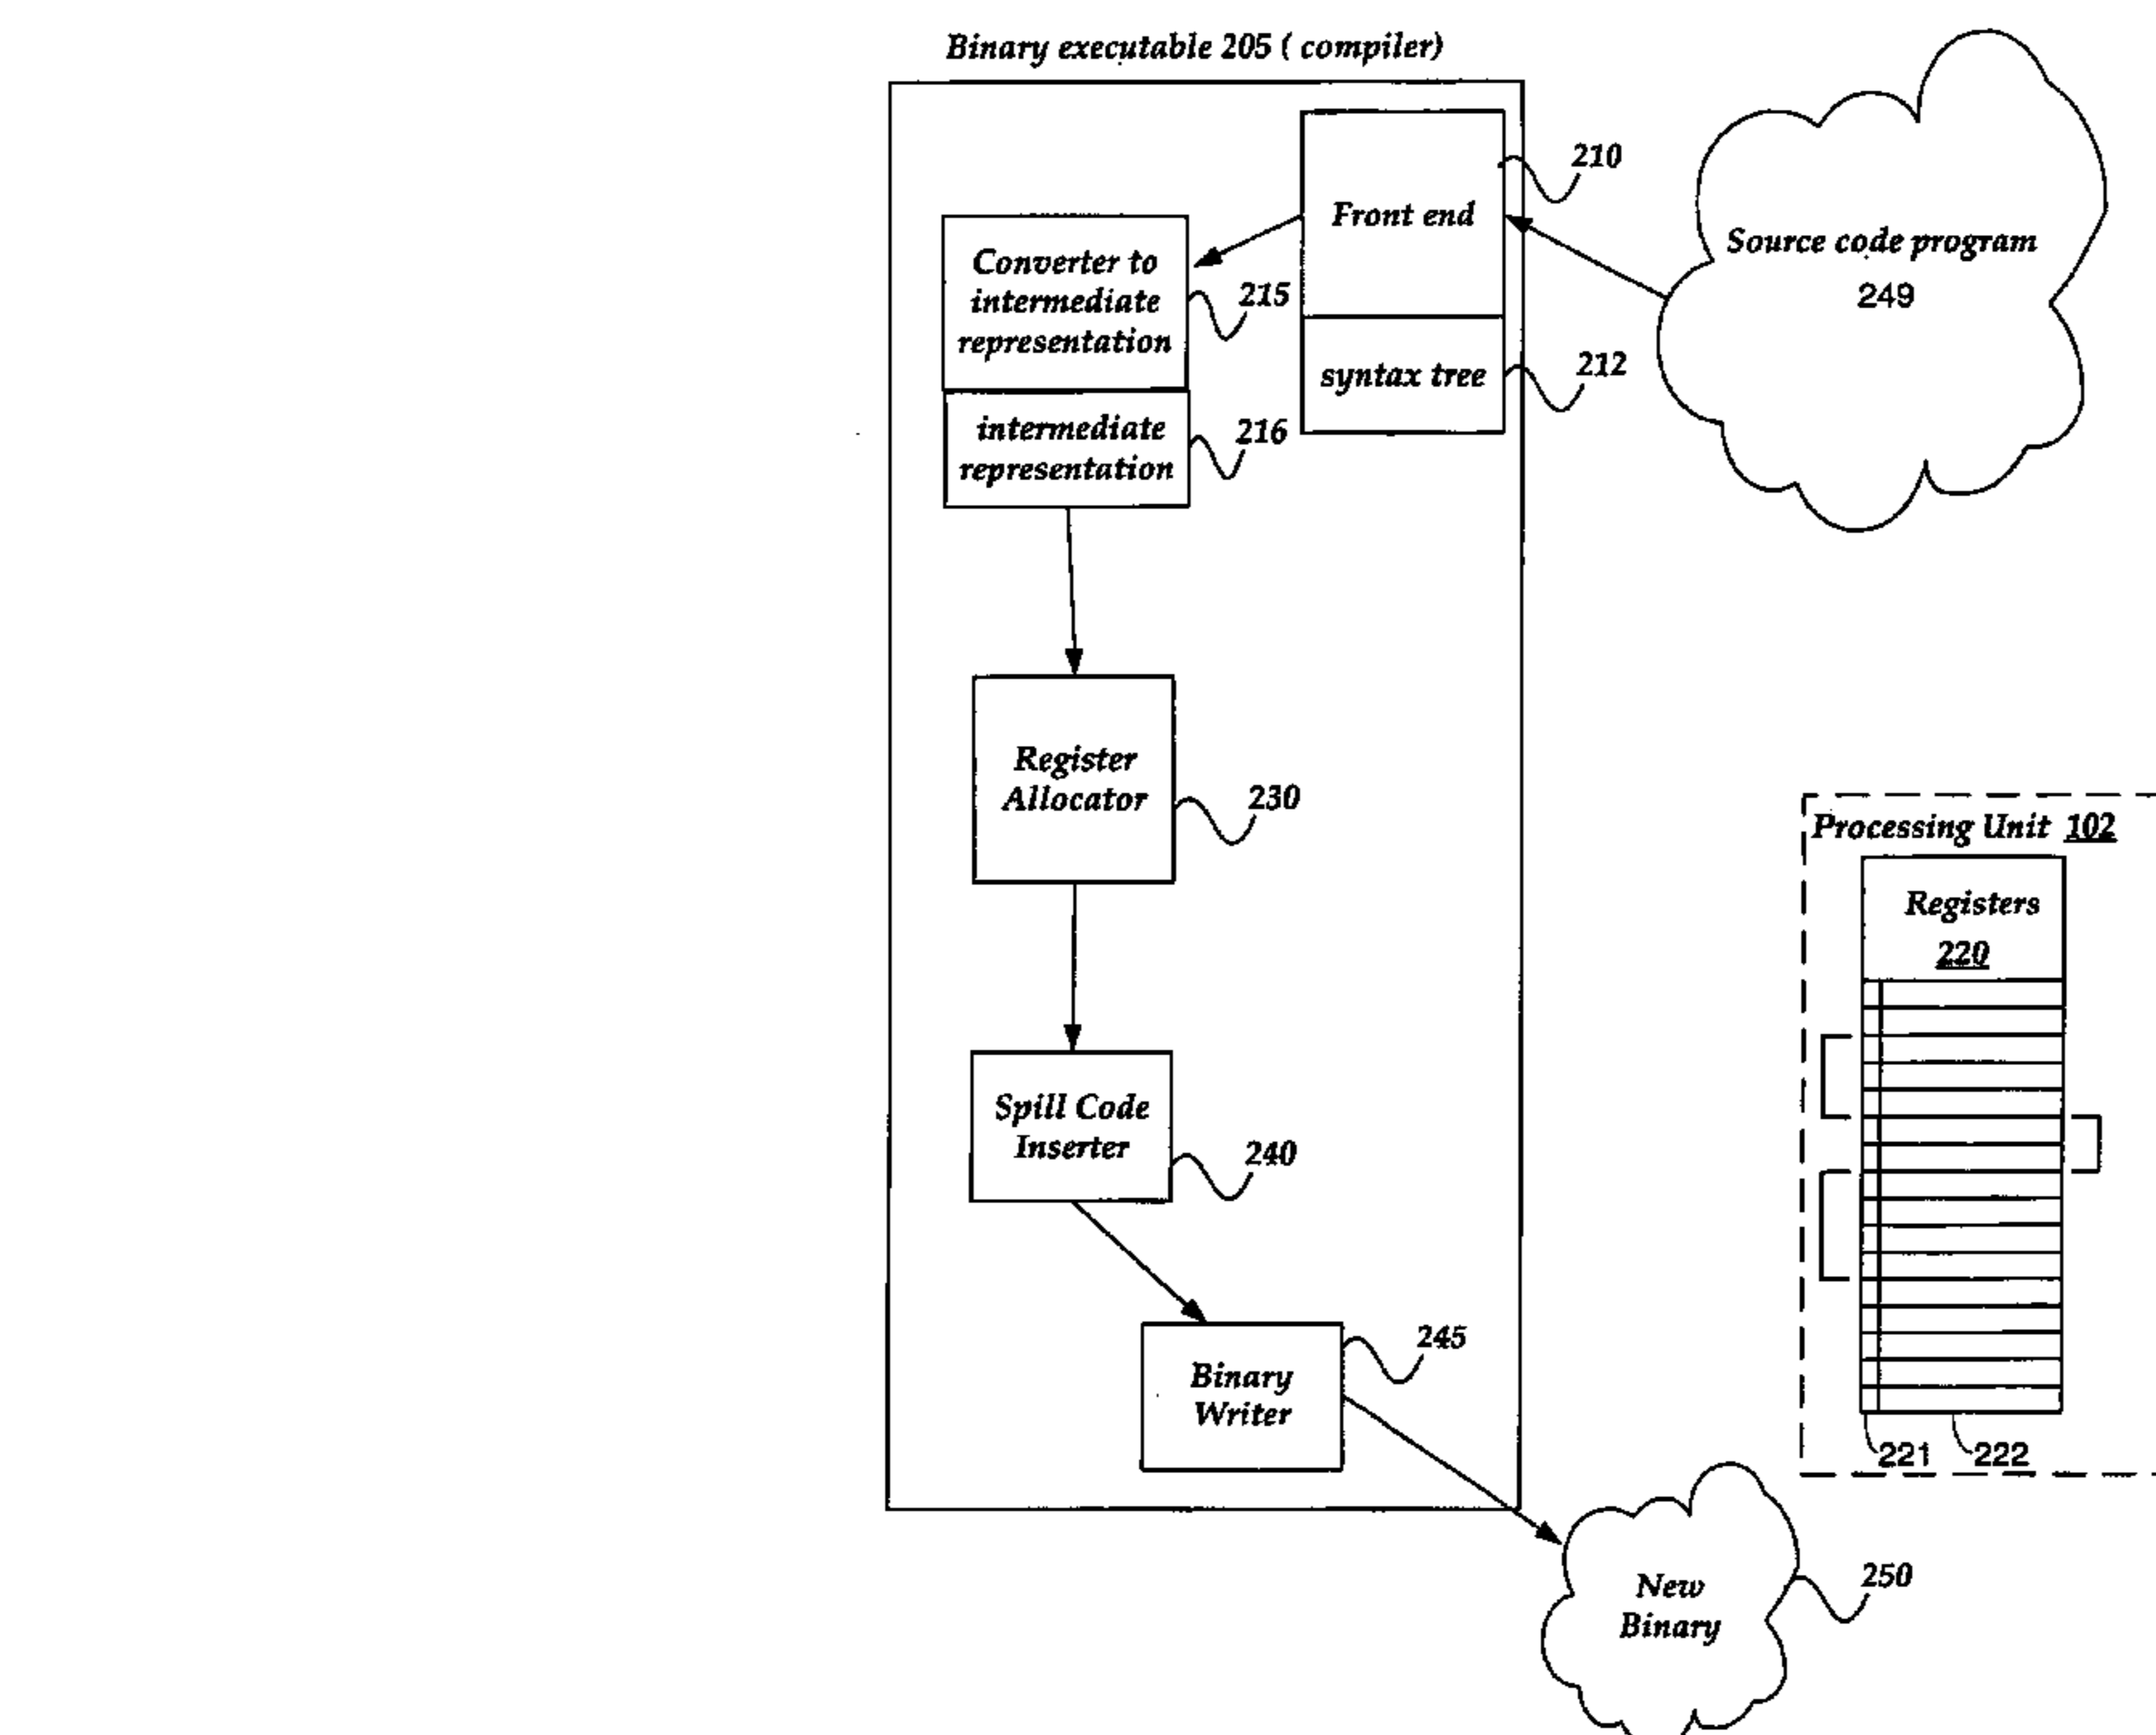 Binary executable 205 ( compiler)
210
Front end
Source code program
249
Converter to
intermediate
representation
215
syntax tree
212
intermediate
representation
216
Register
Allocator
230
Processing Unit 102
Registers
220
Spill Code
Inserter
240
Binary
Writer
245
221
222
New
Binary
250